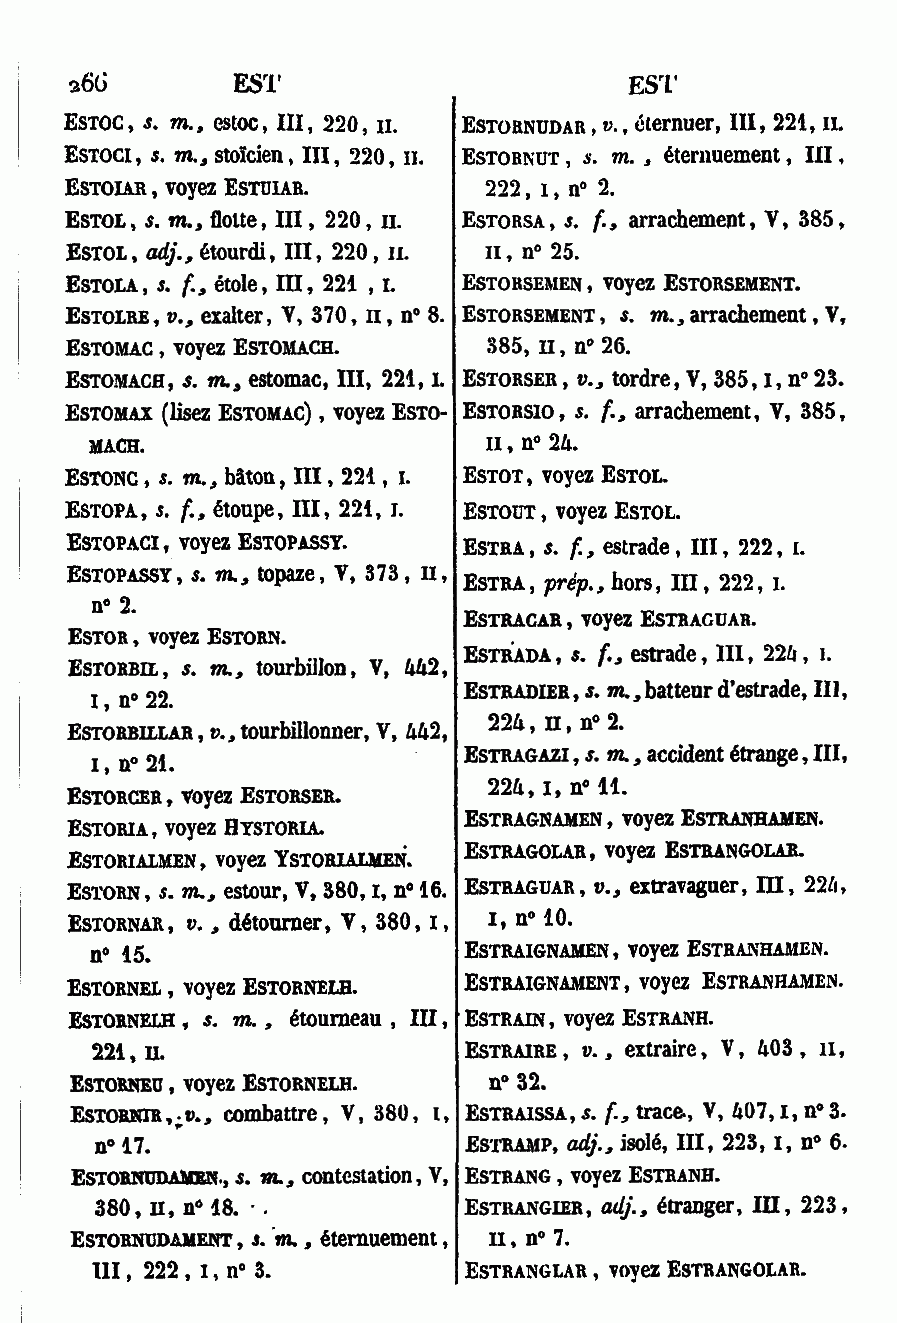 266 EST EST
ESTOC, s. m., estoc, III, 220, II.
ESTOCI, s. m., stoïcien, III, 220, II.
ESTOIAR, voyez ESTUIAR.
ESTOL, s. m., flotte, III, 220, II.
ESTOL, adj., étourdi, III, 220, II.
ESTOLA, s. f., étole, III, 221, I.
ESTOLRE, v., exalter, V, 370, II, n° 8.
ESTOMAC, voyez ESTOMACH.
ESTOMACH, s. m., estomac, III, 221, I.
ESTOMAX (lisez ESTOMAC), voyez ESTO-
MACH.
ESTONC, s. m., bâton, III, 221, I.
ESTOPA, s. f., étoupe, III, 221, I.
ESTOPACI, voyez ESTOPASSY.
ESTOPASSY, s. m., topaze, V, 373, II,
n° 2.
ESTOR, voyez ESTORN.
ESTORBIL, s. m., tourbillon, V, 442,
I, n° 22.
ESTORBILLAR, v., tourbillonner, V, 442,
I, n° 21.
ESTORCER, voyez ESTORSER.
ESTORIA, voyez HYSTORIA.
ESTORIALMEN, voyez YSTORIALMEN.
ESTORN, s. m., estour, V, 380, I, n° 16.
ESTORNAR, v., détourner, V, 380, I,
n° 15.
ESTORNEL, voyez ESTORNELH.
ESTORNELH, s. m., étourneau, III,
221, II.
ESTORNEU, voyez ESTORNELH.
ESTORNIR, v., combattre, V, 380, I,
n° 17.
ESTORNUDAMEN, s. m., contestation, V,
380, II, n° 18.
ESTORNUDAMENT, s. m., éternuement,
III, 222, I, n° 3.
ESTORNUDAR, v., éternuer, III, 221, II.
ESTORNUT, s. m., éternuement, III,
222, I, n° 2.
ESTORSA, s. f., arrachement, V, 385,
II, n° 25.
ESTORSEMEN, voyez ESTORSEMENT.
ESTORSEMENT, s. m., arrachement, V,
385, II, n° 26.
ESTORSER, v., tordre, V, 385, I, n° 23.
ESTORSIO, s. f., arrachement, V, 385,
II, n° 24.
ESTOT, voyez ESTOL.
ESTOUT, voyez ESTOL.
ESTRA, s. f., estrade, III, 222, I.
ESTRA, prép., hors, III, 222, I.
ESTRACAR, voyez ESTRAGUAR.
ESTRADA, s. f., estrade, III, 224, I.
ESTRADIER, s. m., batteur d'estrade, III,
224, II, n° 2.
ESTRAGAZI, s. m., accident étrange, III,
224, I, n° 11.
ESTRAGNAMEN, voyez ESTRANHAMEN.
ESTRAGOLAR, voyez ESTRANGOLAR.
ESTRAGUAR, v., extravaguer, III, 224,
I, n° 10.
ESTRAIGNAMEN, voyez ESTRANHAMEN.
ESTRAIGNAMENT, voyez ESTRANHAMEN.
ESTRAIN, voyez ESTRANH.
ESTRAIRE, v., extraire, V, 403, II,
n° 32.
ESTRAISSA, s. f., trace, V, 407, I, n° 3.
ESTRAMP, adj., isolé, III, 223, I, n° 6.
ESTRANG, voyez ESTRANH.
ESTRANGIER, adj., étranger, III, 223,
II, n° 7.
ESTRANGLAR, voyez ESTRANGOLAR.